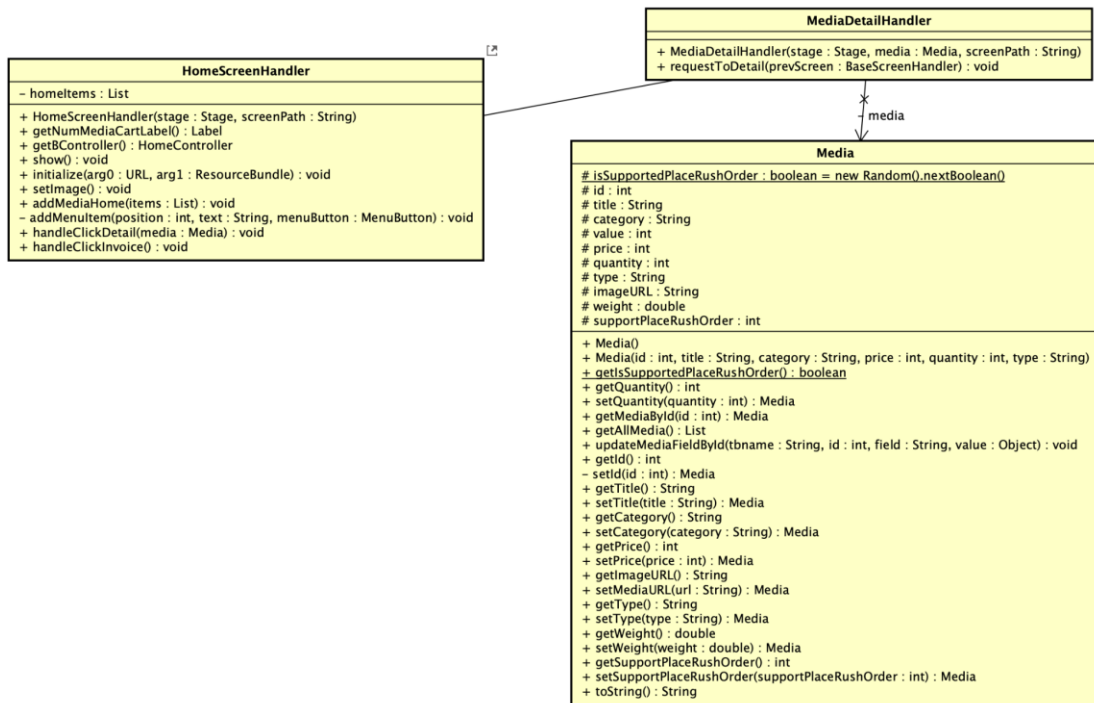 HomeScreenHandler
– homeItems : List
+ HomeScreenHandler(stage : Stage, screenPath : String)
+ getNumMediaCartLabel() : Label
+ getBController() : HomeController
+ show() : void
+ initialize(arg0 : URL, arg1 : ResourceBundle) : void
+ setImage() : void
+ addMediaHome(items : List) : void
– addMenuItem(position : int, text : String, menuButton : MenuButton) : void
+ handleClickDetail(media : Media) : void
+ handleClickInvoice() : void
MediaDetailHandler
+ MediaDetailHandler(stage : Stage, media : Media, screenPath : String)
+ requestToDetail(prevScreen : BaseScreenHandler) : void
– media
Media
# isSupportedPlaceRushOrder : boolean = new Random().nextBoolean()
# id : int
# title : String
# category : String
# value : int
# price : int
# quantity : int
# type : String
# imageURL : String
# weight : double
# supportPlaceRushOrder : int
+ Media()
+ Media(id : int, title : String, category : String, price : int, quantity : int, type : String)
+ getIsSupportedPlaceRushOrder() : boolean
+ getQuantity() : int
+ setQuantity(quantity : int) : Media
+ getMediaById(id : int) : Media
+ getAllMedia() : List
+ updateMediaFieldById(tbname : String, id : int, field : String, value : Object) : void
+ getId() : int
– setId(id : int) : Media
+ getTitle() : String
+ setTitle(title : String) : Media
+ getCategory() : String
+ setCategory(category : String) : Media
+ getPrice() : int
+ setPrice(price : int) : Media
+ getImageURL() : String
+ setMediaURL(url : String) : Media
+ getType() : String
+ setType(type : String) : Media
+ getWeight() : double
+ setWeight(weight : double) : Media
+ getSupportPlaceRushOrder() : int
+ setSupportPlaceRushOrder(supportPlaceRushOrder : int) : Media
+ toString() : String